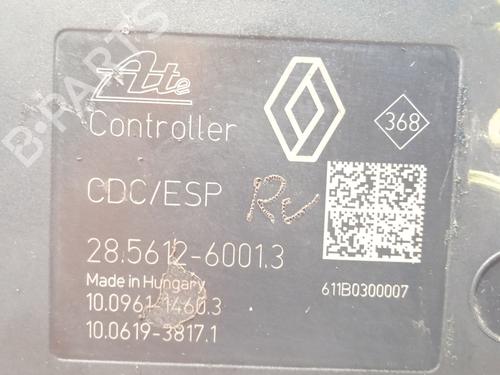 Ate
Controller
368
CDC/ESP
28.5612-6001.3
Made in Hungary
10.0961-1460.3
10.0619-3817.1
611B0300007
B-PARTS